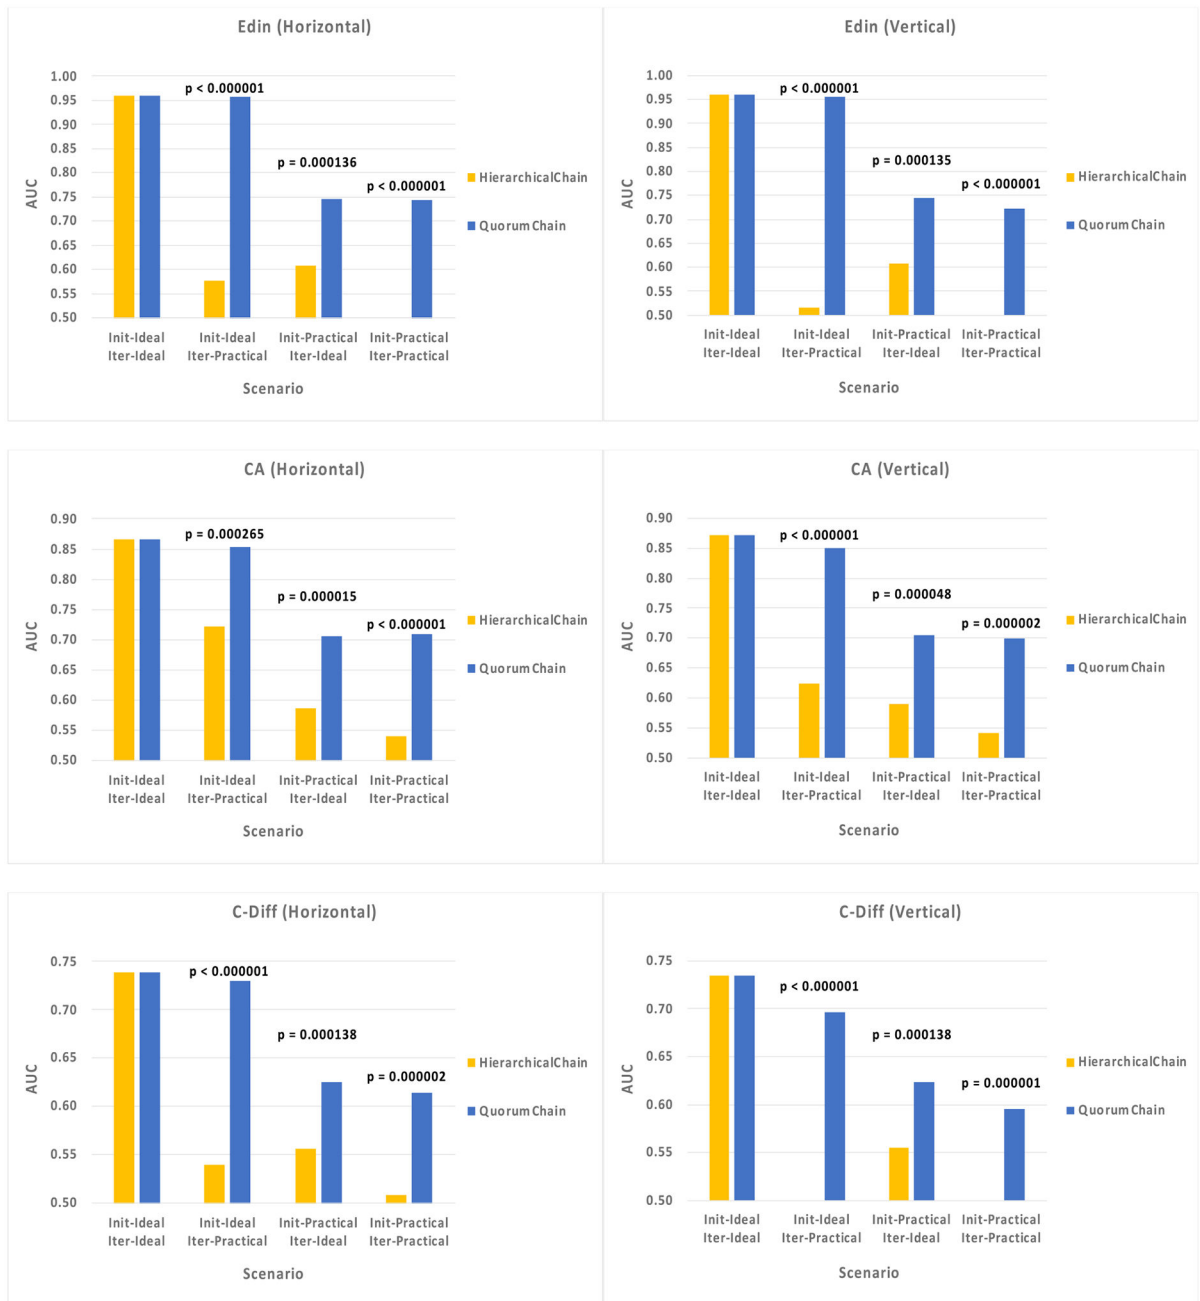 Edin (Horizontal)
AUC
1.00
0.95
0.90
0.85
0.80
0.75
0.70
0.65
0.60
0.55
0.50
p < 0.000001
p = 0.000136
p < 0.000001
HierarchicalChain
QuorumChain
Init-Ideal Init-Ideal Init-Practical Init-Practical
Iter-Ideal Iter-Practical Iter-Ideal Iter-Practical
Scenario
Edin (Vertical)
AUC
1.00
0.95
0.90
0.85
0.80
0.75
0.70
0.65
0.60
0.55
0.50
p < 0.000001
p = 0.000135
p < 0.000001
HierarchicalChain
QuorumChain
Init-Ideal Init-Ideal Init-Practical Init-Practical
Iter-Ideal Iter-Practical Iter-Ideal Iter-Practical
Scenario
CA (Horizontal)
AUC
0.90
0.85
0.80
0.75
0.70
0.65
0.60
0.55
0.50
p = 0.000265
p = 0.000015
p < 0.000001
HierarchicalChain
QuorumChain
Init-Ideal Init-Ideal Init-Practical Init-Practical
Iter-Ideal Iter-Practical Iter-Ideal Iter-Practical
Scenario
CA (Vertical)
AUC
0.90
0.85
0.80
0.75
0.70
0.65
0.60
0.55
0.50
p < 0.000001
p = 0.000048
p = 0.000002
HierarchicalChain
QuorumChain
Init-Ideal Init-Ideal Init-Practical Init-Practical
Iter-Ideal Iter-Practical Iter-Ideal Iter-Practical
Scenario
C-Diff (Horizontal)
AUC
0.75
0.70
0.65
0.60
0.55
0.50
p < 0.000001
p = 0.000138
p = 0.000002
HierarchicalChain
QuorumChain
Init-Ideal Init-Ideal Init-Practical Init-Practical
Iter-Ideal Iter-Practical Iter-Ideal Iter-Practical
Scenario
C-Diff (Vertical)
AUC
0.75
0.70
0.65
0.60
0.55
0.50
p < 0.000001
p = 0.000138
p = 0.000001
HierarchicalChain
QuorumChain
Init-Ideal Init-Ideal Init-Practical Init-Practical
Iter-Ideal Iter-Practical Iter-Ideal Iter-Practical
Scenario